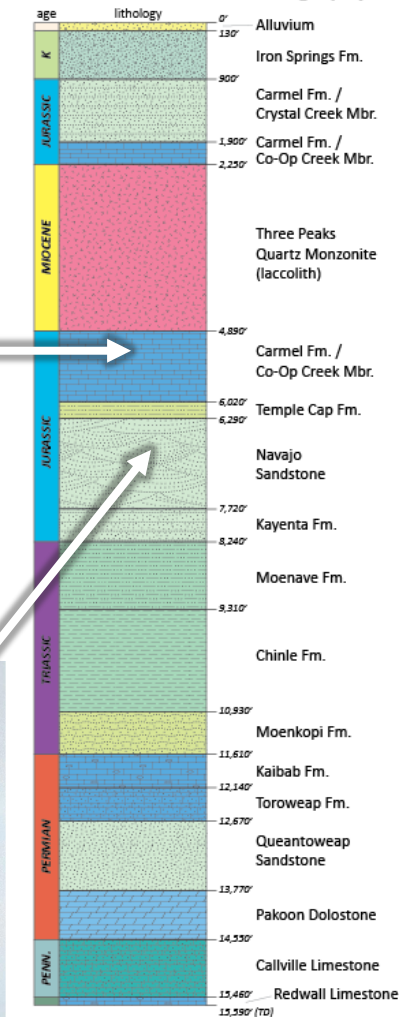 age lithology
0'
Alluvium
130'
K
Iron Springs Fm.
900'
JURASSIC
Carmel Fm. /
Crystal Creek Mbr.
1,900'
Carmel Fm. /
Co-Op Creek Mbr.
2,250'
MIOCENE
Three Peaks
Quartz Monzonite
(laccolith)
4,890'
JURASSIC
Carmel Fm. /
Co-Op Creek Mbr.
6,020'
Temple Cap Fm.
6,290'
Navajo
Sandstone
7,720'
Kayenta Fm.
8,240'
TRIASSIC
Moenave Fm.
9,310'
Chinle Fm.
10,930'
Moenkopi Fm.
11,610'
PERMIAN
Kaibab Fm.
12,140'
Toroweap Fm.
12,670'
Queantoweap
Sandstone
13,770'
Pakoon Dolostone
14,530'
PENN.
Callville Limestone
15,460'
Redwall Limestone
15,590' (TD)